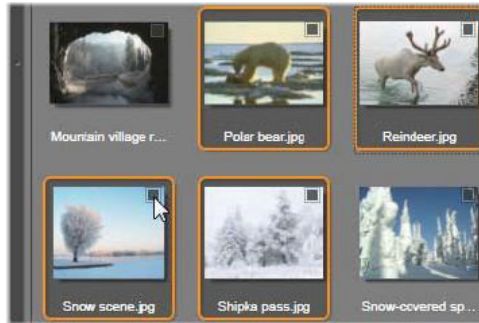 Mountain village r...
Polar bear.jpg
Reindeer.jpg
Snow scene.jpg
Shipka pass.jpg
Snow-covered sp...